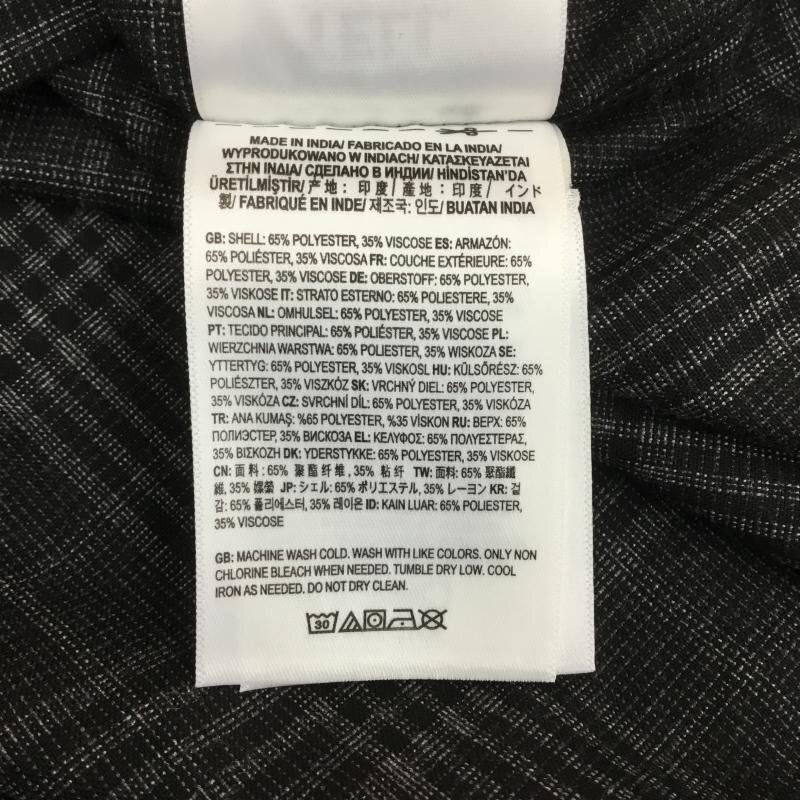 MADE IN INDIA/ FABRICADO EN LA INDIA/
WYPRODUKOWANO W INDIACH/ ΚΑΤΑΣΚΕΥΑΖΕΤΑΙ
ΣΤΗΝ ΙΝΔΙΑ/ СДЕЛАНО В ИНДИИ/ HİNDİSTAN'DA
ÜRETİLMİŞTİR/ 产地: 印度/ 產地: 印度/ インド
製/ FABRIQUÉ EN INDE/ 제조국: 인도/ BUATAN INDIA
GB: SHELL: 65% POLYESTER, 35% VISCOSE ES: ARMAZÓN:
65% POLIÉSTER, 35% VISCOSA FR: COUCHE EXTÉRIEURE: 65%
POLYESTER, 35% VISCOSE DE: OBERSTOFF: 65% POLYESTER,
35% VISKOSE IT: STRATO ESTERNO: 65% POLIESTERE, 35%
VISCOSA NL: OMHULSEL: 65% POLYESTER, 35% VISCOSE
PT: TECIDO PRINCIPAL: 65% POLIÉSTER, 35% VISCOSE PL:
WIERZCHNIA WARSTWA: 65% POLIESTER, 35% WISKOZA SE:
YTTERTYG: 65% POLYESTER, 35% VISKOSL HU: KÜLSŐRÉSZ: 65%
POLIÉSZTER, 35% VISZKÓZ SK: VRCHNÝ DIEL: 65% POLYESTER,
35% VISKÓZA CZ: SVRCHNÍ DÍL: 65% POLYESTER, 35% VISKÓZA
TR: ANA KUMAŞ: %65 POLYESTER, %35 VİSKON RU: ВЕРХ: 65%
ПОЛИЭСТЕР, 35% ВИСКОЗА EL: ΚΕΛΥΦΟΣ: 65% ΠΟΛΥΕΣΤΕΡΑΣ,
35% ΒΙΣΚΟΖΗ DK: YDERSTYKKE: 65% POLYESTER, 35% VISCOSE
CN: 面料: 65% 聚酯纤维, 35% 粘纤 TW: 面料: 65% 聚酯纖
維, 35% 嫘縈 JP: シェル: 65% ポリエステル, 35% レーヨン KR: 겉
감: 65% 폴리에스터, 35% 레이온 ID: KAIN LUAR: 65% POLIESTER,
35% VISCOSE
GB: MACHINE WASH COLD. WASH WITH LIKE COLORS. ONLY NON
CHLORINE BLEACH WHEN NEEDED. TUMBLE DRY LOW. COOL
IRON AS NEEDED. DO NOT DRY CLEAN.
30